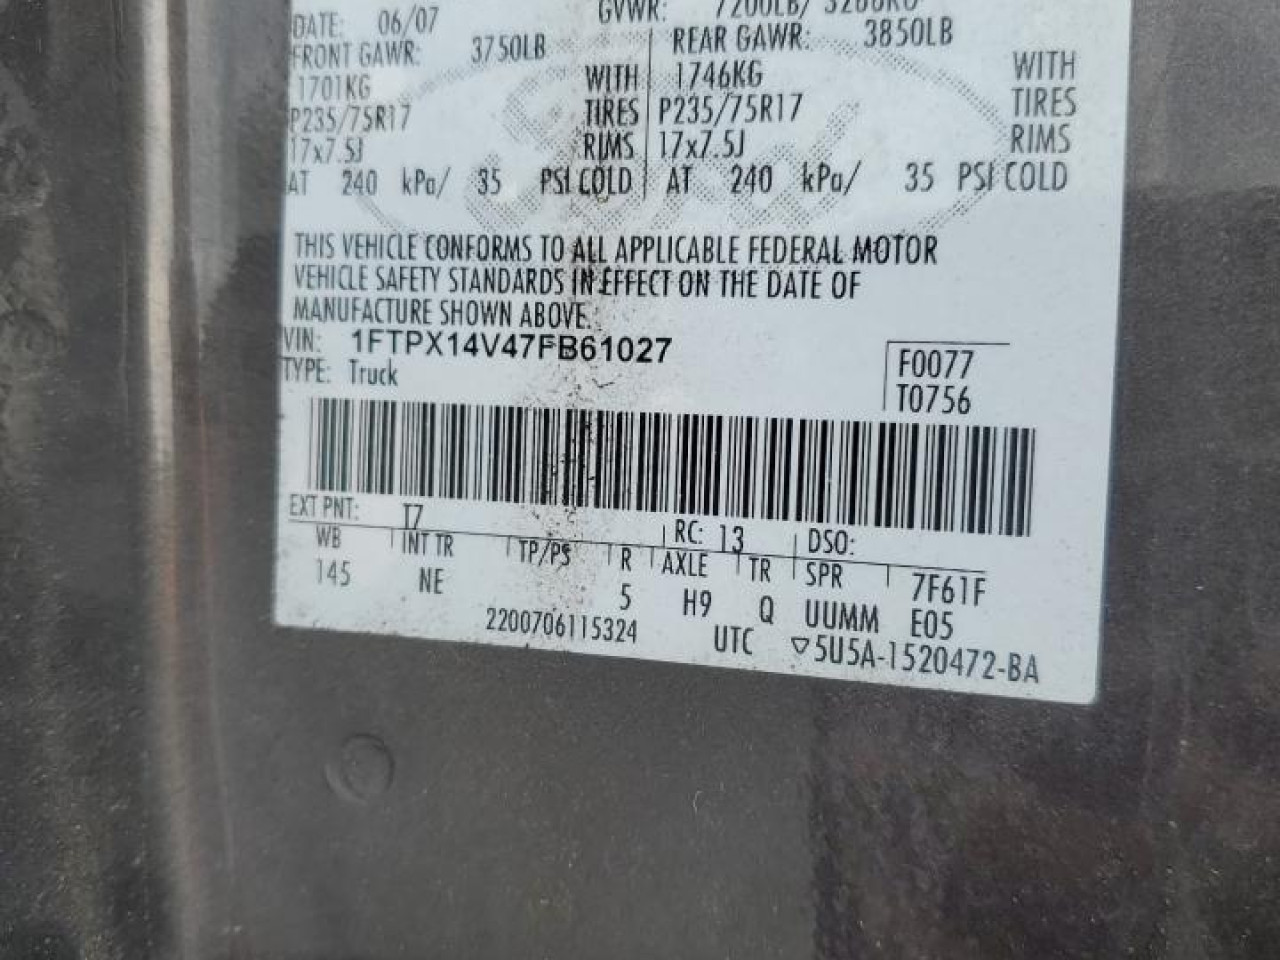 DATE: 06/07 GVWR: 7200LB/
FRONT GAWR: 3750LB REAR GAWR: 3850LB
1701KG WITH 1746KG WITH
P235/75R17 TIRES P235/75R17 TIRES
17x7.5J RIMS 17x7.5J RIMS
AT 240 kPa/ 35 PSI COLD AT 240 kPa/ 35 PSI COLD
THIS VEHICLE CONFORMS TO ALL APPLICABLE FEDERAL MOTOR
VEHICLE SAFETY STANDARDS IN EFFECT ON THE DATE OF
MANUFACTURE SHOWN ABOVE.
VIN: 1FTPX14V47FB61027
TYPE: Truck
F0077
T0756
EXT PNT: T7 RC: 13 DSO:
WB INT TR TP/PS R AXLE TR SPR 7F61F
145 NE 5 H9 Q UUMM E05
2200706115324 UTC ▽5U5A-1520472-BA